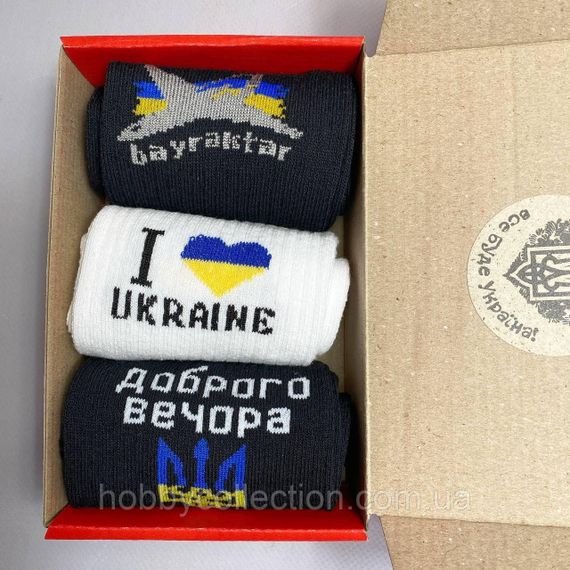 bayraktar
I
UKRAINE
доброго
вечора
все буде україна!
hobbycollection.com.ua